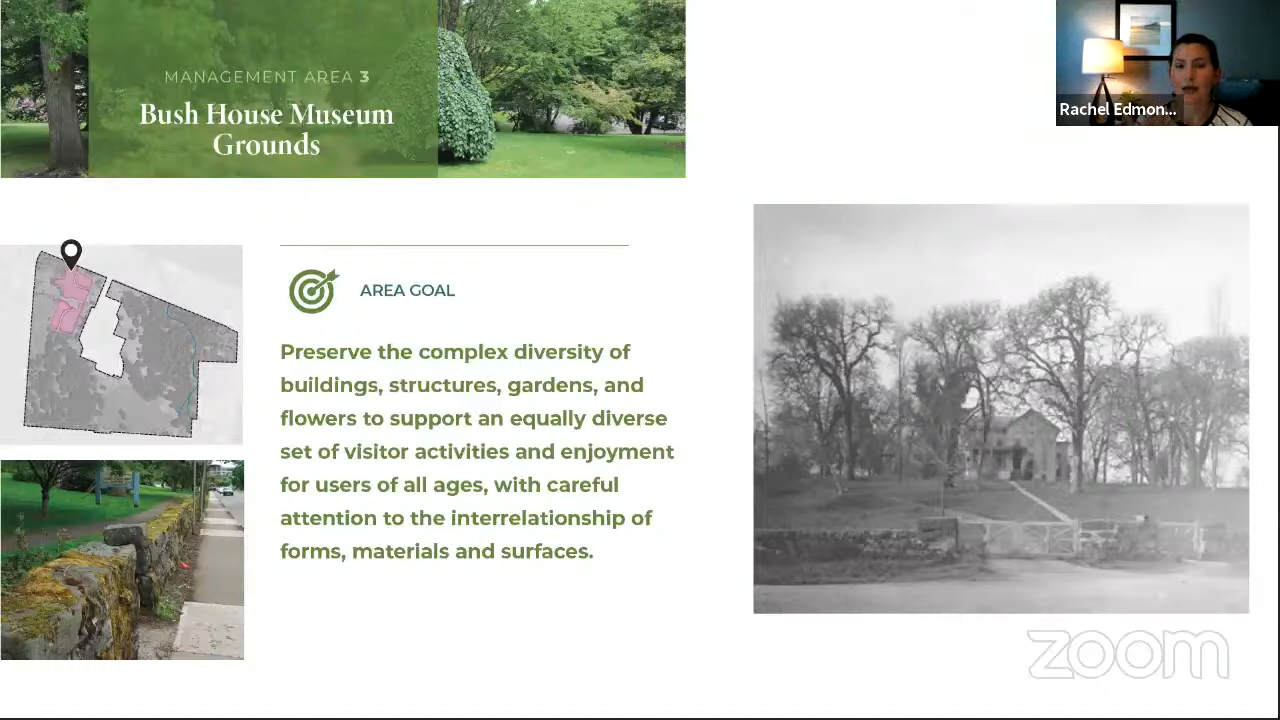 MANAGEMENT AREA 3
Bush House Museum
Grounds
Rachel Edmon...
AREA GOAL
Preserve the complex diversity of
buildings, structures, gardens, and
flowers to support an equally diverse
set of visitor activities and enjoyment
for users of all ages, with careful
attention to the interrelationship of
forms, materials and surfaces.
zoom